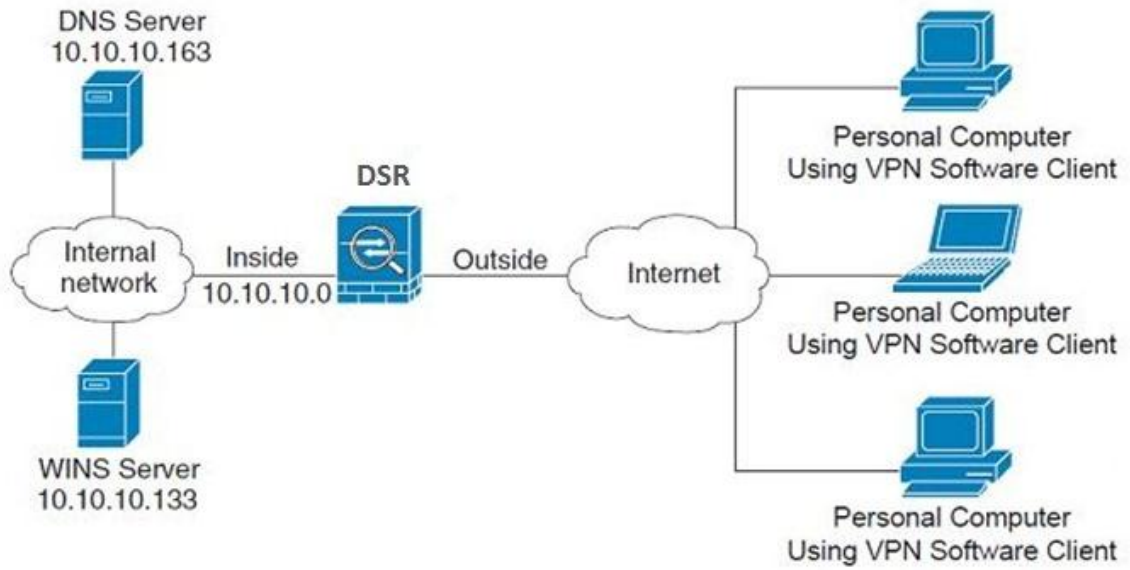 DNS Server
10.10.10.163
DSR
Internal
network
Inside
10.10.10.0
Outside
Internet
WINS Server
10.10.10.133
Personal Computer
Using VPN Software Client
Personal Computer
Using VPN Software Client
Personal Computer
Using VPN Software Client